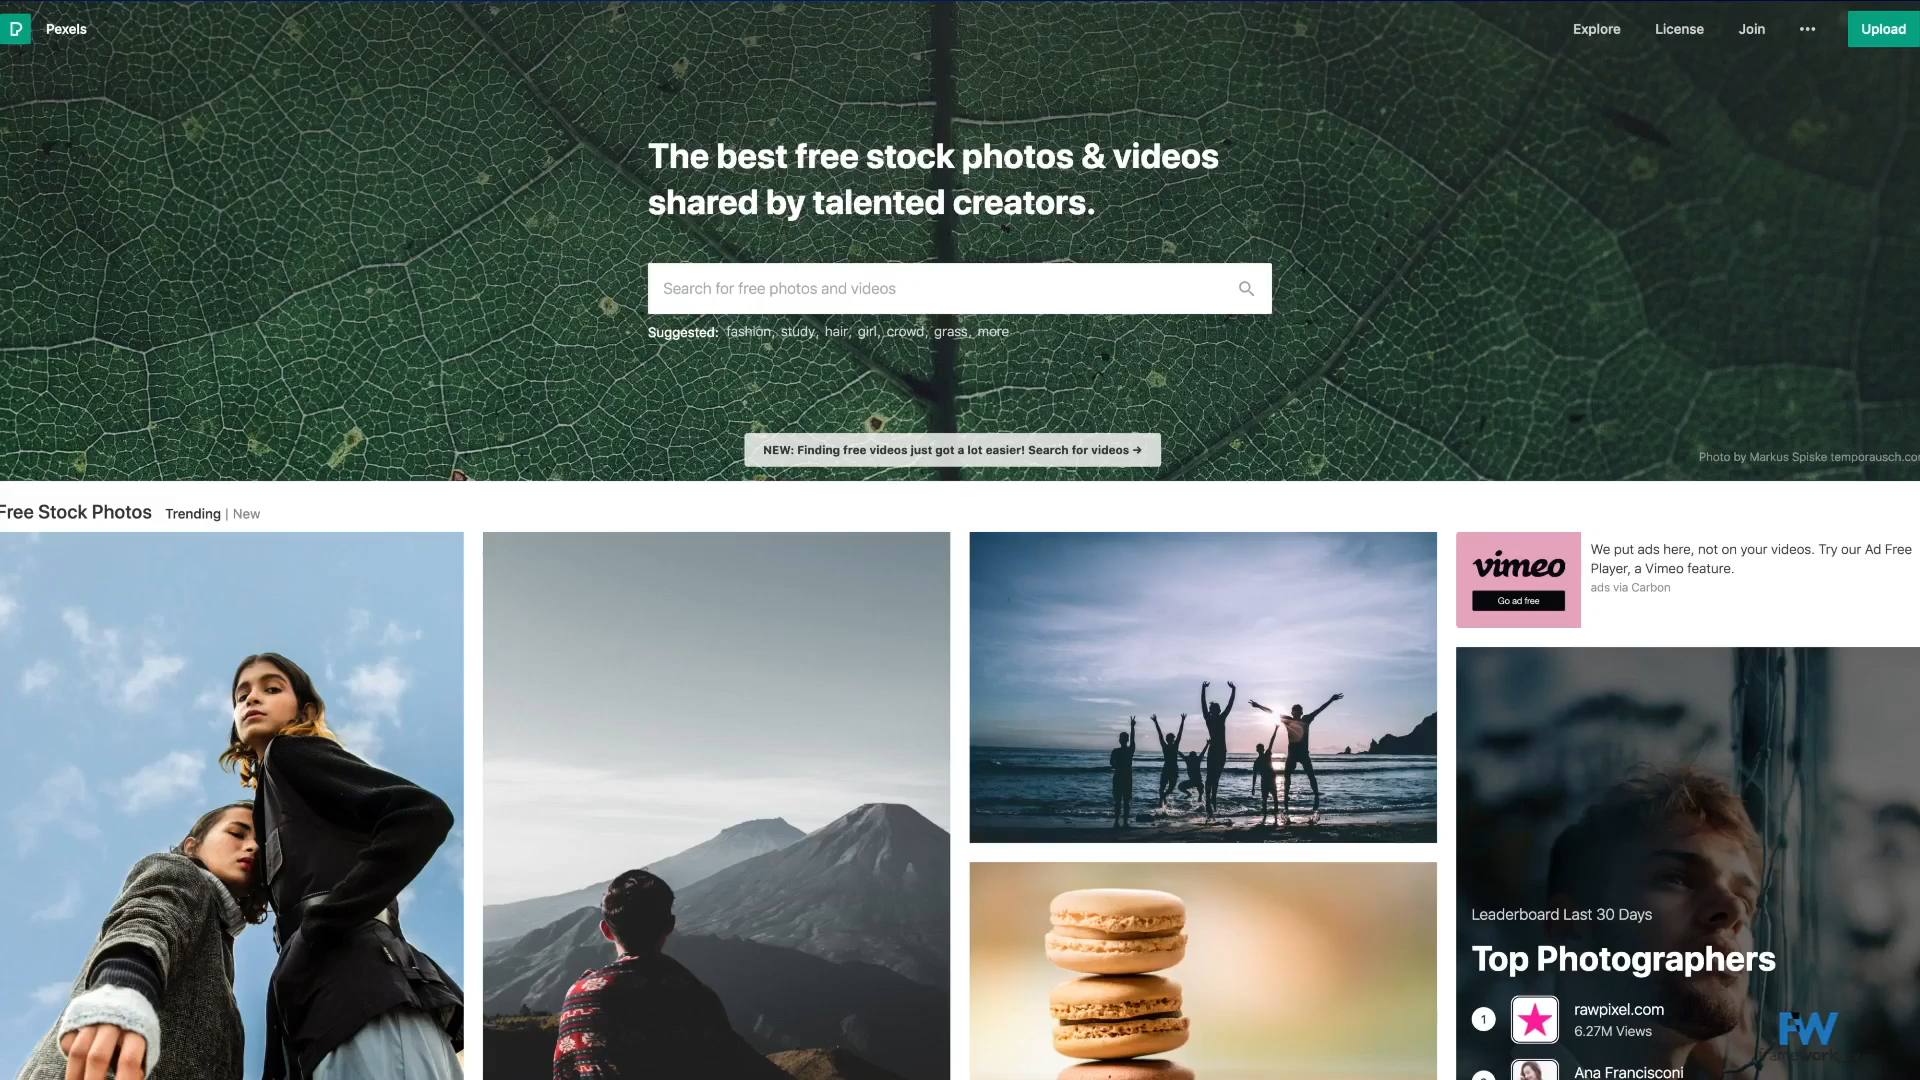 Pexels
Explore
License
Join
Upload
The best free stock photos & videos
shared by talented creators.
Search for free photos and videos
Suggested: fashion, study, hair, girl, crowd, grass, more
NEW: Finding free videos just got a lot easier! Search for videos →
Photo by Markus Spiske temporausch.co
Free Stock Photos Trending | New
vimeo
Go ad free
We put ads here, not on your videos. Try our Ad Free
Player, a Vimeo feature.
ads via Carbon
Leaderboard Last 30 Days
Top Photographers
1
rawpixel.com
6.27M Views
Ana Francisconi
FW